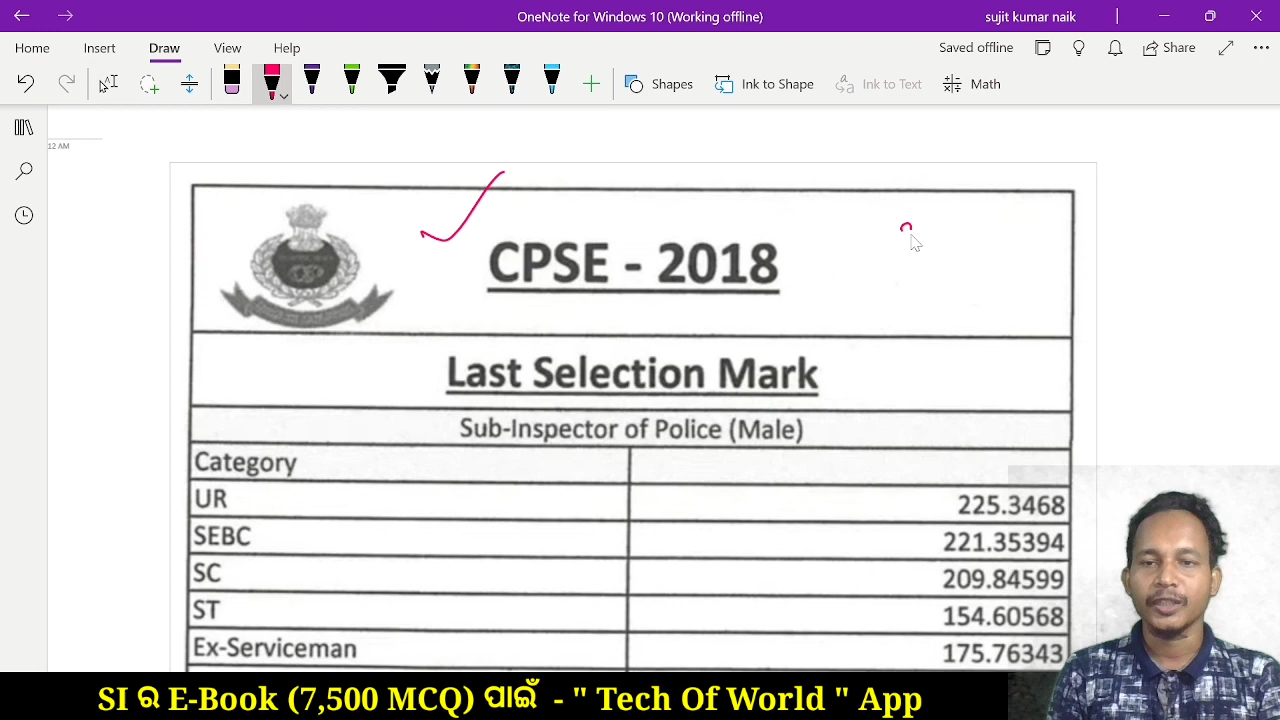 OneNote for Windows 10 (Working offline)
sujit kumar naik
Home Insert Draw View Help
Saved offline
Share
Shapes
Ink to Shape
Ink to Text
Math
12 AM
CPSE - 2018
Last Selection Mark
Sub-Inspector of Police (Male)
Category
UR 225.3468
SEBC 221.35394
SC 209.84599
ST 154.60568
Ex-Serviceman 175.76343
SI ର E-Book (7,500 MCQ) ପାଇଁ - " Tech Of World " App